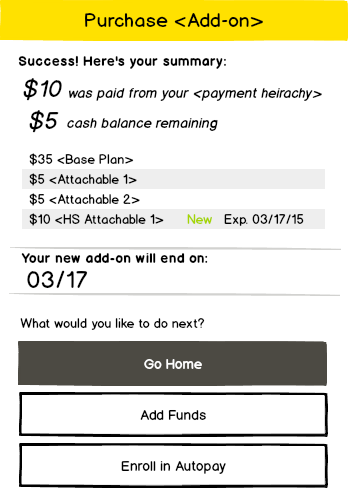 Purchase <Add-on>
Success! Here's your summary:
$10 was paid from your <payment heirachy>
$5 cash balance remaining
$35 <Base Plan>
$5 <Attachable 1>
$5 <Attachable 2>
$10 <HS Attachable 1> New Exp. 03/17/15
Your new add-on will end on:
03/17
What would you like to do next?
Go Home
Add Funds
Enroll in Autopay